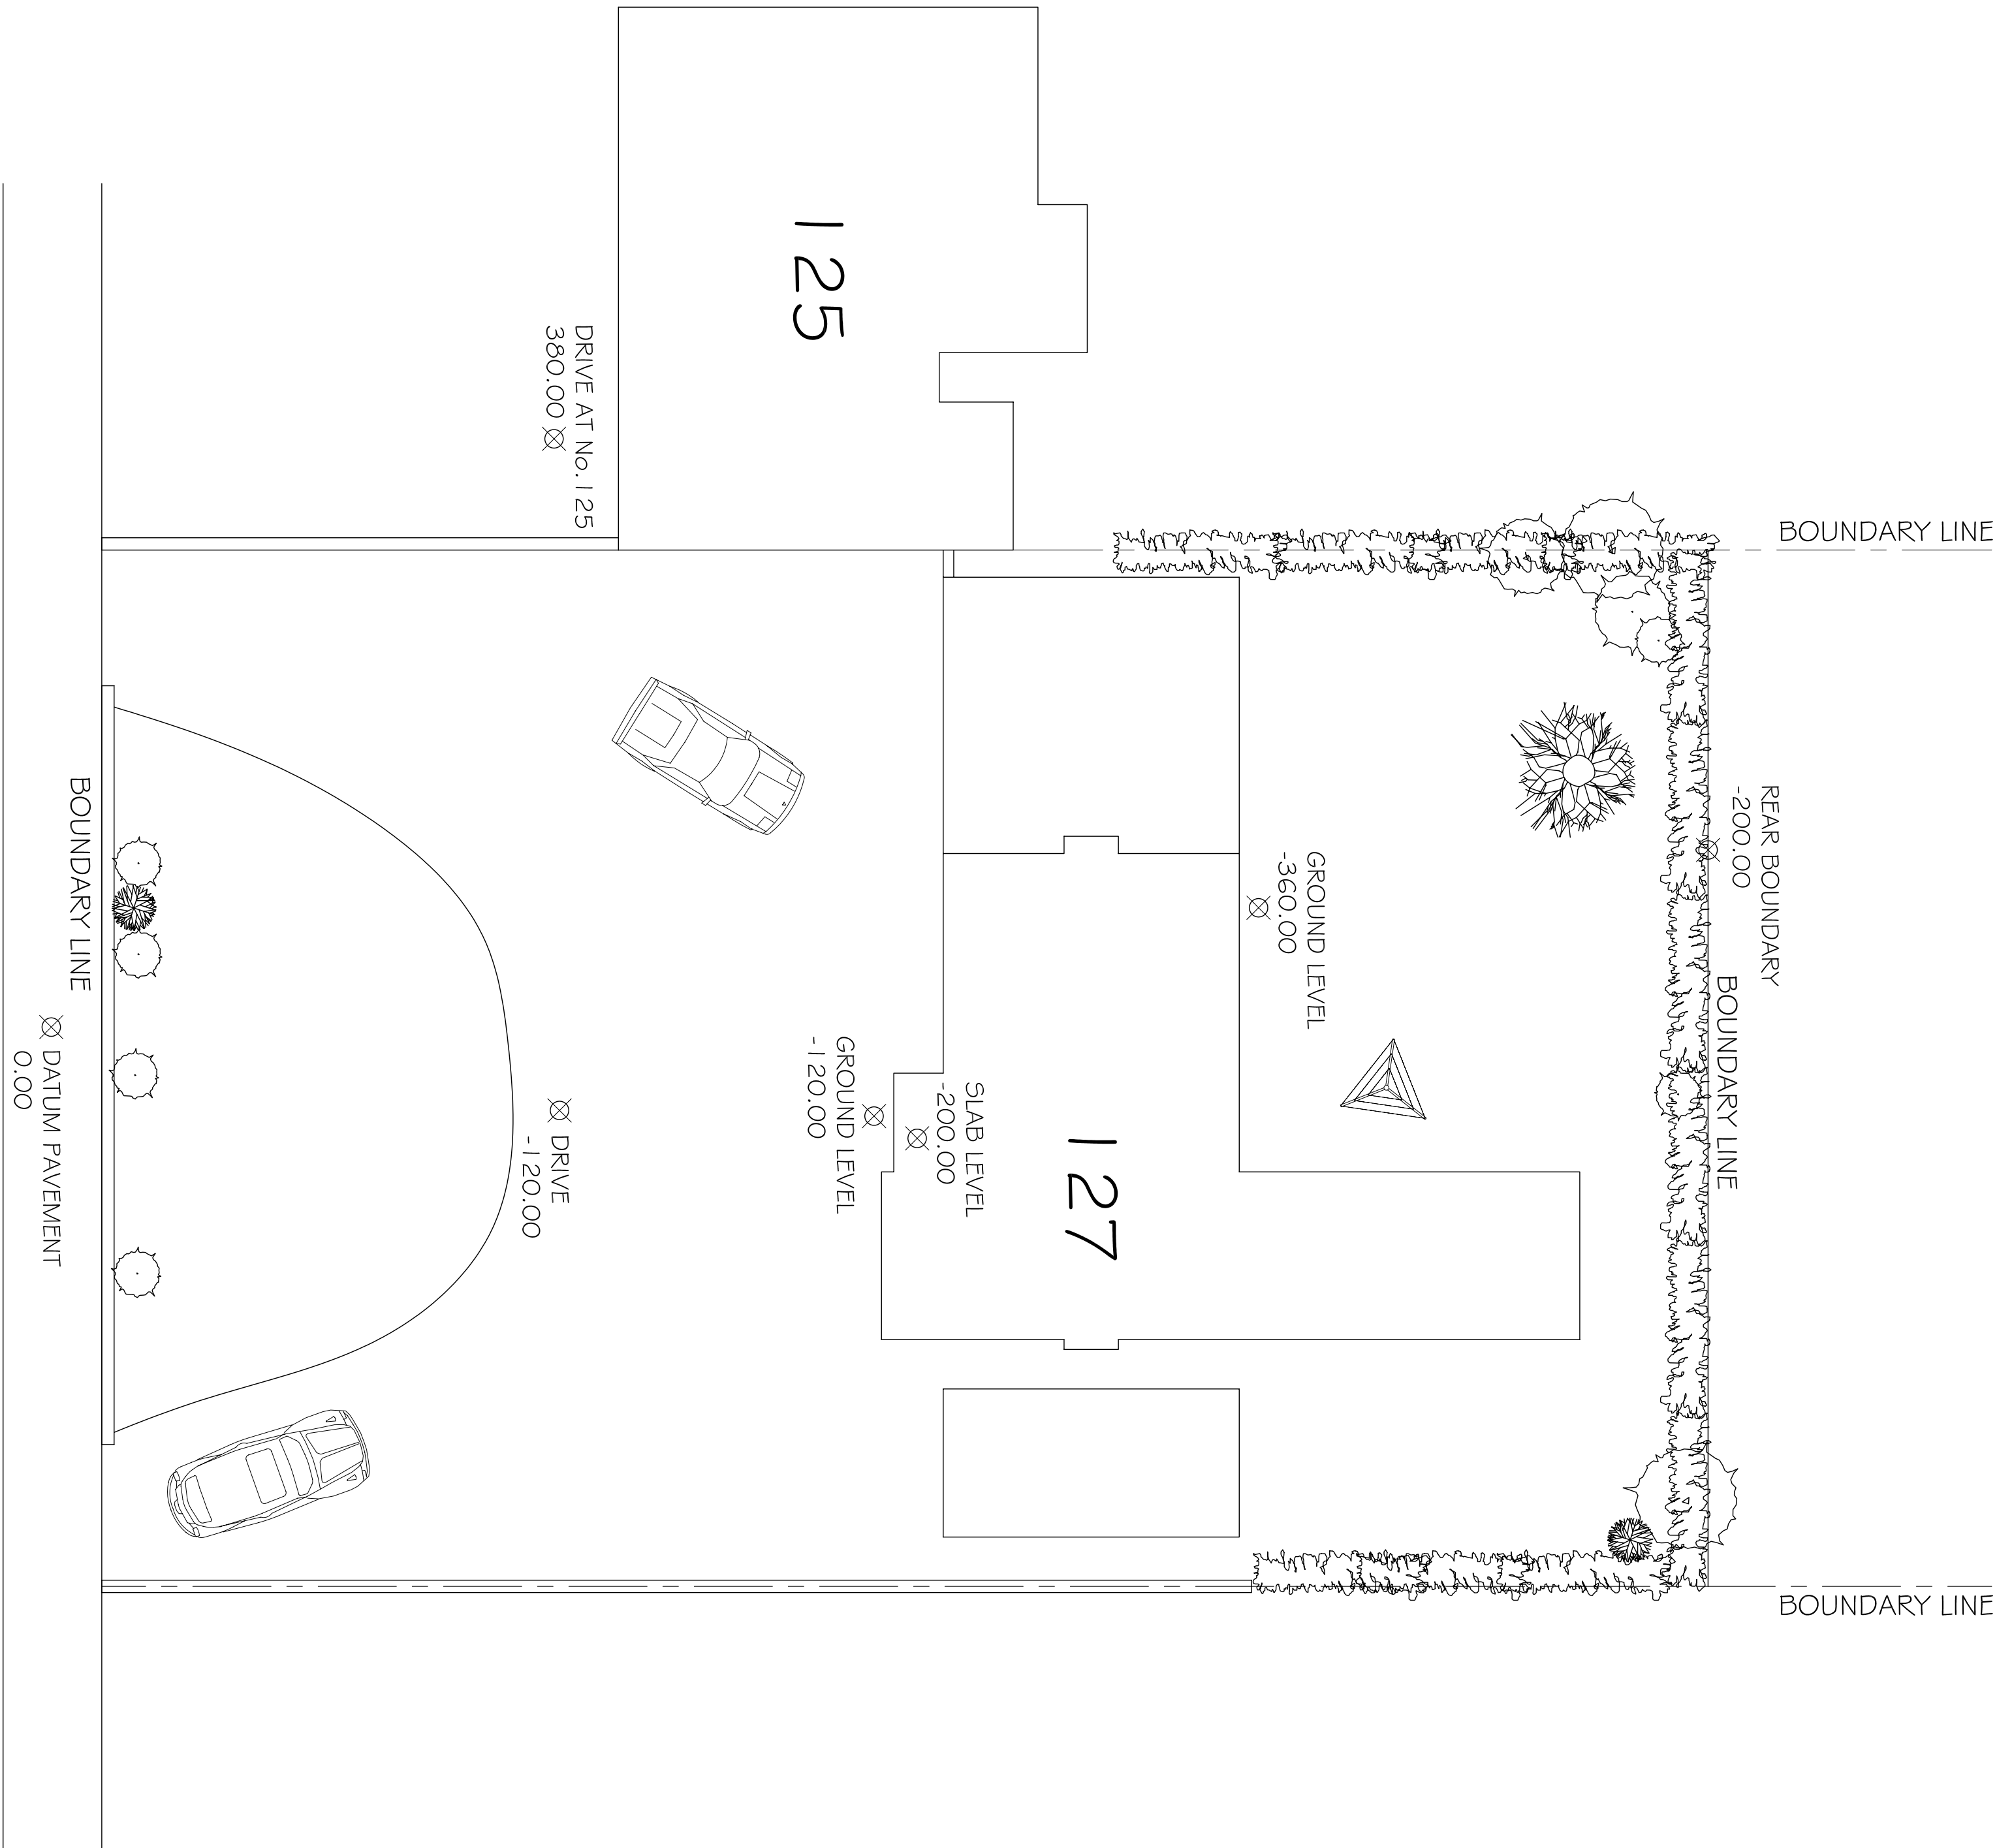 125
DRIVE AT No.125
380.00
BOUNDARY LINE
REAR BOUNDARY
-200.00
BOUNDARY LINE
GROUND LEVEL
-360.00
127
SLAB LEVEL
-200.00
GROUND LEVEL
-120.00
DRIVE
-120.00
BOUNDARY LINE
DATUM PAVEMENT
0.00
BOUNDARY LINE